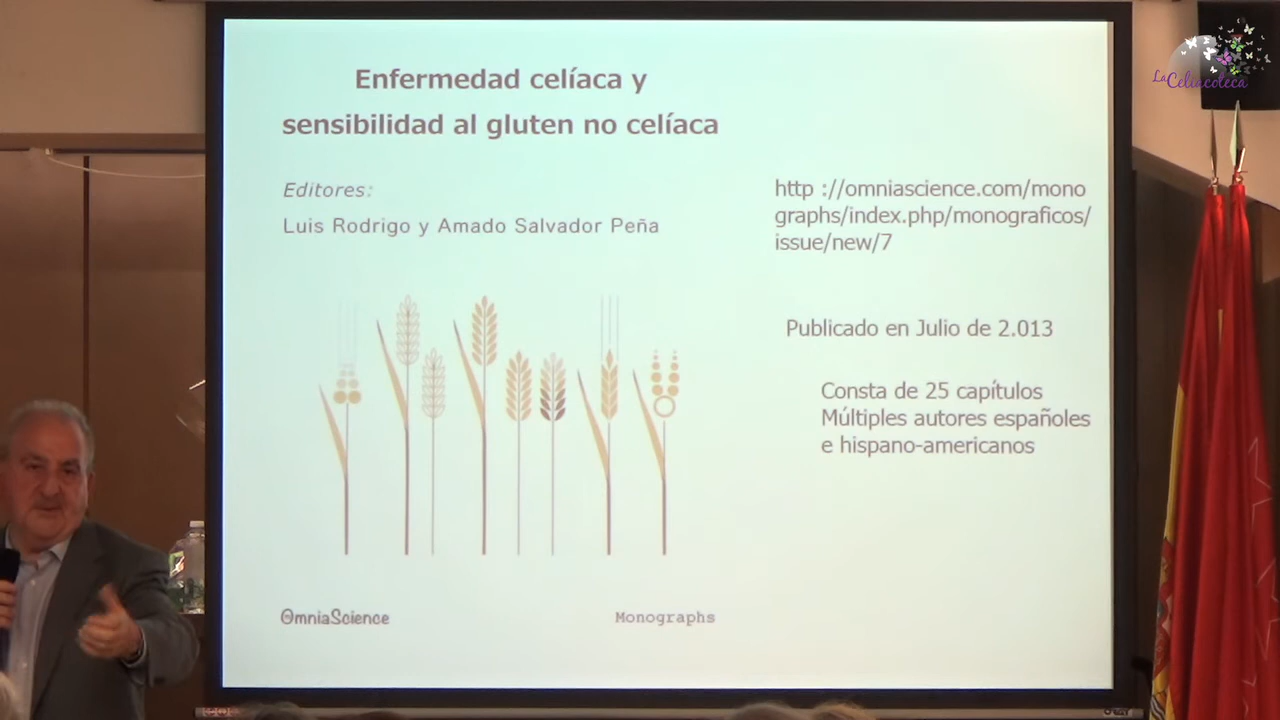 Enfermedad celíaca y
sensibilidad al gluten no celíaca
Editores:
Luis Rodrigo y Amado Salvador Peña
http ://omniascience.com/mono
graphs/index.php/monograficos/
issue/new/7
Publicado en Julio de 2.013
Consta de 25 capítulos
Múltiples autores españoles
e hispano-americanos
OmniaScience
Monographs
La Celiacoteca